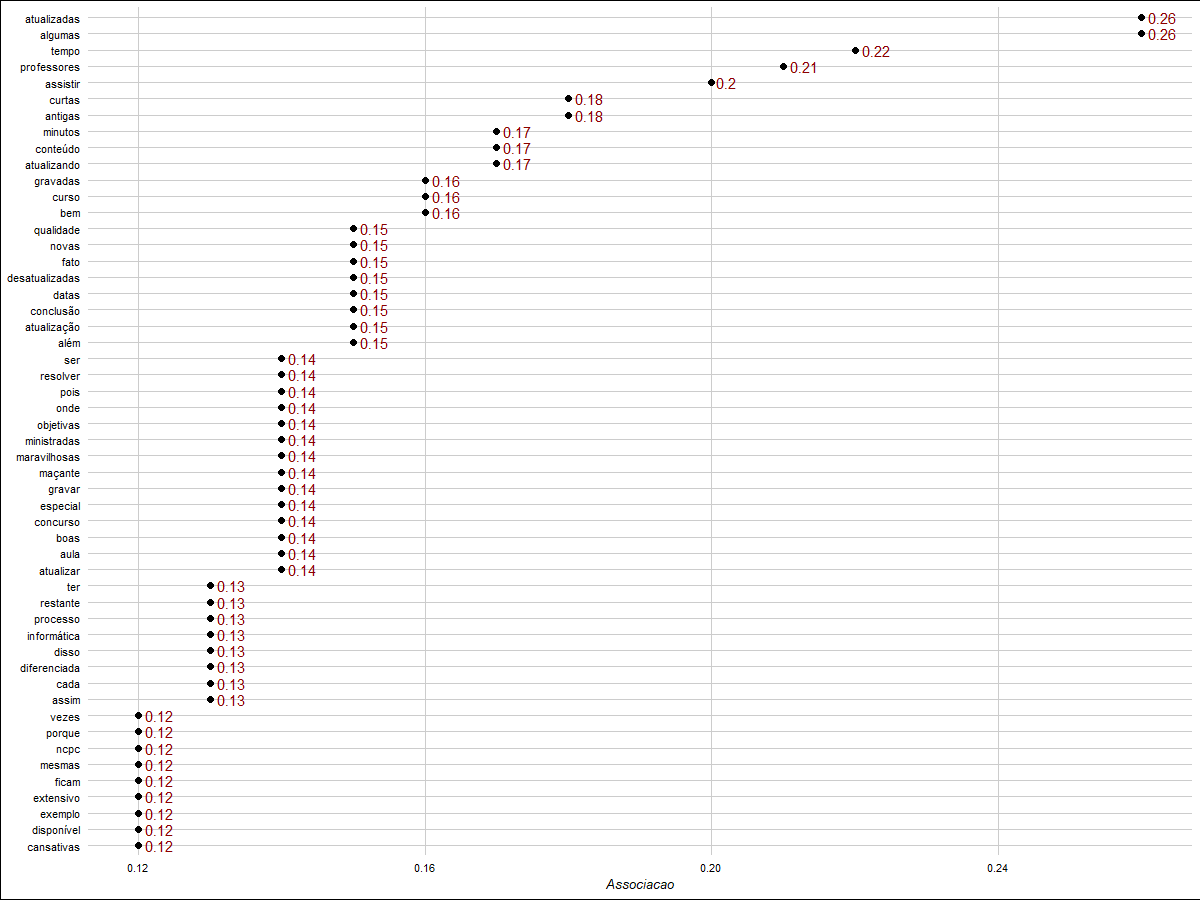 atualizadas 0.26
algumas 0.26
tempo 0.22
professores 0.21
assistir 0.2
curtas 0.18
antigas 0.18
minutos 0.17
conteúdo 0.17
atualizando 0.17
gravadas 0.16
curso 0.16
bem 0.16
qualidade 0.15
novas 0.15
fato 0.15
desatualizadas 0.15
datas 0.15
conclusão 0.15
atualização 0.15
além 0.15
ser 0.14
resolver 0.14
pois 0.14
onde 0.14
objetivas 0.14
ministradas 0.14
maravilhosas 0.14
maçante 0.14
gravar 0.14
especial 0.14
concurso 0.14
boas 0.14
aula 0.14
atualizar 0.14
ter 0.13
restante 0.13
processo 0.13
informática 0.13
disso 0.13
diferenciada 0.13
cada 0.13
assim 0.13
vezes 0.12
porque 0.12
ncpc 0.12
mesmas 0.12
ficam 0.12
extensivo 0.12
exemplo 0.12
disponível 0.12
cansativas 0.12
0.12 0.16 0.20 0.24
Associacao